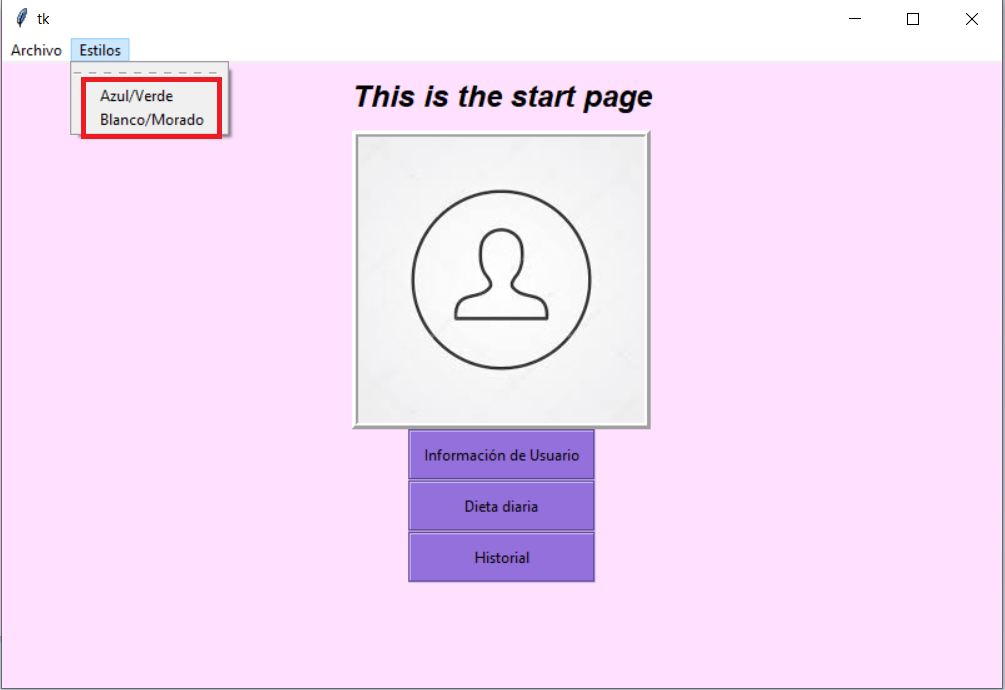 tk
Archivo Estilos
Azul/Verde
Blanco/Morado
This is the start page
Información de Usuario
Dieta diaria
Historial